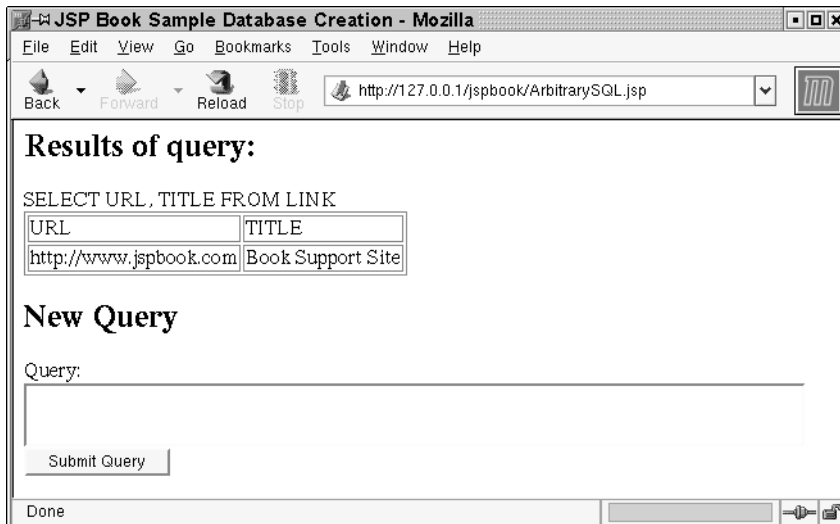 JSP Book Sample Database Creation - Mozilla
File Edit View Go Bookmarks Tools Window Help
Back Forward Reload Stop http://127.0.0.1/jspbook/ArbitrarySQL.jsp
Results of query:
SELECT URL, TITLE FROM LINK
URL TITLE
http://www.jspbook.com Book Support Site
New Query
Query:
Submit Query
Done